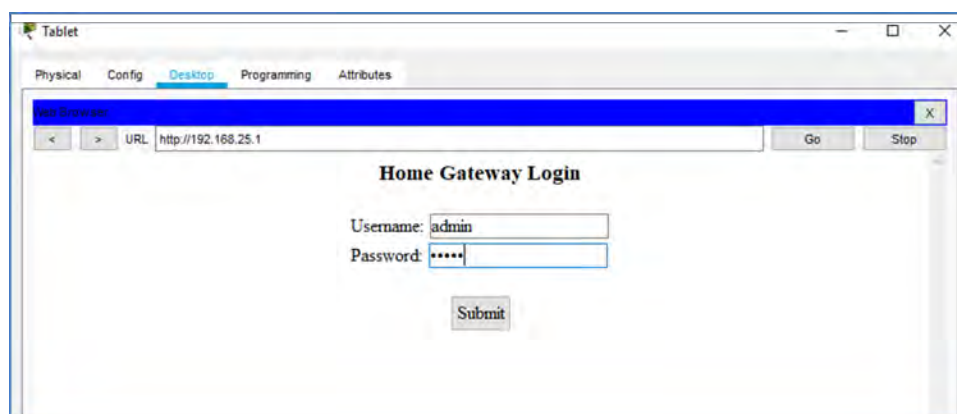 Tablet
Physical Config Desktop Programming Attributes
Web Browser X
< > URL http://192.168.25.1 Go Stop
Home Gateway Login
Username: admin
Password: •••••
Submit